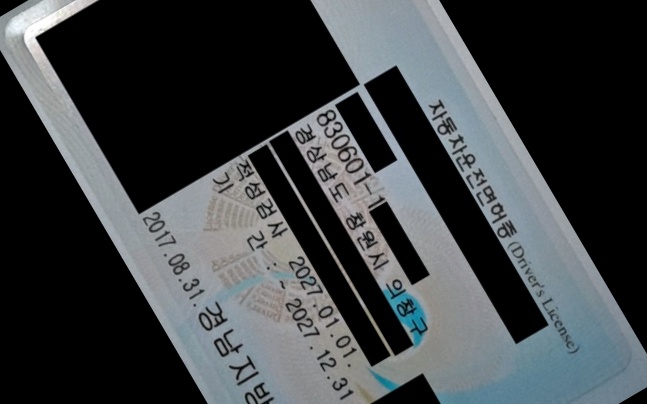 자동차운전면허증 (Driver's License)
830601-1
경상남도 창원시 의창구
적성검사 2027.01.01.
기 간 : ~ 2027.12.31
2017.08.31. 경남지방